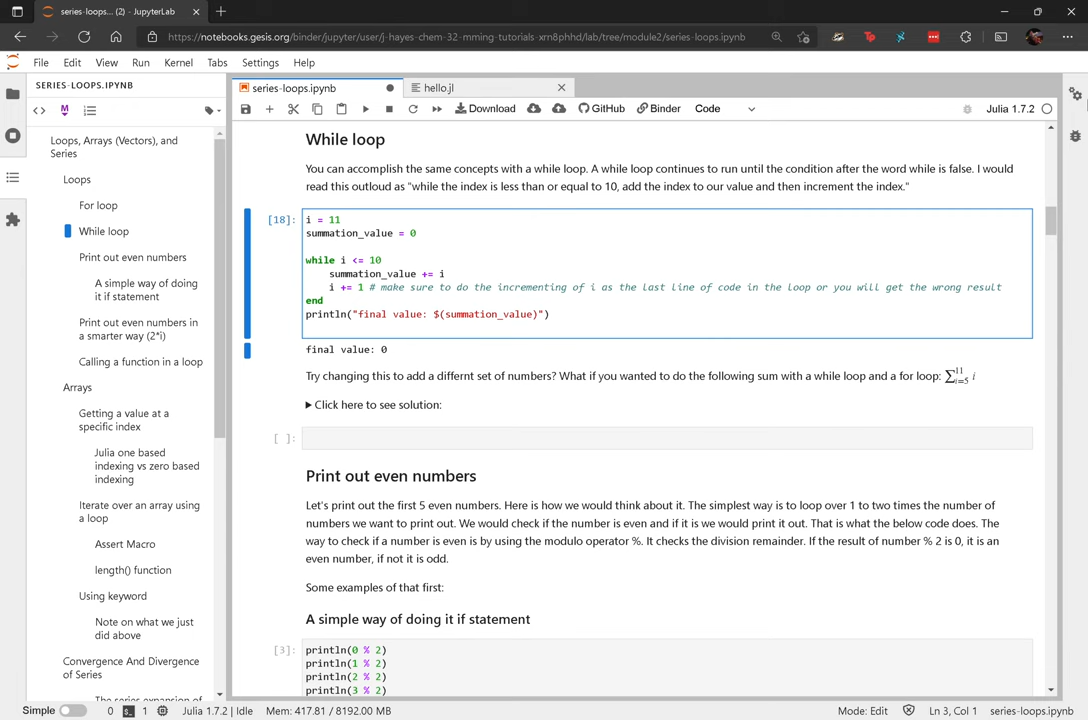 series-loops... (2) - JupyterLab
https://notebooks.gesis.org/binder/jupyter/user/j-hayes-chem-32-mming-tutorials-xrn8phhd/lab/tree/module2/series-loops.ipynb
File Edit View Run Kernel Tabs Settings Help
SERIES-LOOPS.IPYNB
series-loops.ipynb
hello.jl
Download GitHub Binder Code Julia 1.7.2
Loops, Arrays (Vectors), and
Series
Loops
For loop
While loop
Print out even numbers
A simple way of doing
it if statement
Print out even numbers in
a smarter way (2*i)
Calling a function in a loop
Arrays
Getting a value at a
specific index
Julia one based
indexing vs zero based
indexing
Iterate over an array using
a loop
Assert Macro
length() function
Using keyword
Note on what we just
did above
Convergence And Divergence
of Series
The series expansion of
While loop
You can accomplish the same concepts with a while loop. A while loop continues to run until the condition after the word while is false. I would
read this outloud as "while the index is less than or equal to 10, add the index to our value and then increment the index."
[18]: i = 11
summation_value = 0
while i <= 10
summation_value += i
i += 1 # make sure to do the incrementing of i as the last line of code in the loop or you will get the wrong result
end
println("final value: $(summation_value)")
final value: 0
Try changing this to add a differnt set of numbers? What if you wanted to do the following sum with a while loop and a for loop: ∑_{i=5}^{11} i
Click here to see solution:
[ ]:
Print out even numbers
Let's print out the first 5 even numbers. Here is how we would think about it. The simplest way is to loop over 1 to two times the number of
numbers we want to print out. We would check if the number is even and if it is we would print it out. That is what the below code does. The
way to check if a number is even is by using the modulo operator %. It checks the division remainder. If the result of number % 2 is 0, it is an
even number, if not it is odd.
Some examples of that first:
A simple way of doing it if statement
[3]: println(0 % 2)
println(1 % 2)
println(2 % 2)
println(3 % 2)
Simple 0 1 Julia 1.7.2 | Idle Mem: 417.81 / 8192.00 MB Mode: Edit Ln 3, Col 1 series-loops.ipynb